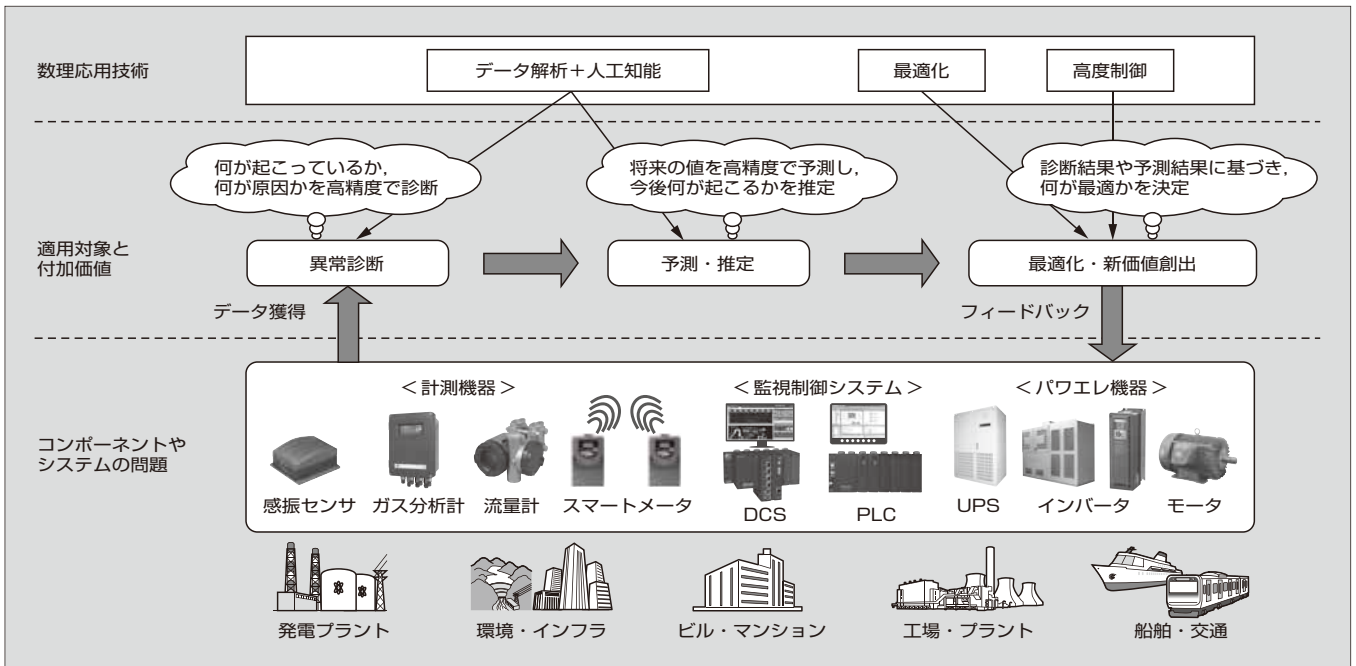 数理応用技術
データ解析+人工知能
最適化
高度制御
何が起こっているか,
何が原因かを高精度で診断
将来の値を高精度で予測し,
今後何が起こるかを推定
診断結果や予測結果に基づき,
何が最適かを決定
適用対象と
付加価値
異常診断
予測・推定
最適化・新価値創出
データ獲得
フィードバック
コンポーネントや
システムの問題
<計測機器>
<監視制御システム>
<パワエレ機器>
感振センサ
ガス分析計
流量計
スマートメータ
DCS
PLC
UPS
インバータ
モータ
発電プラント
環境・インフラ
ビル・マンション
工場・プラント
船舶・交通